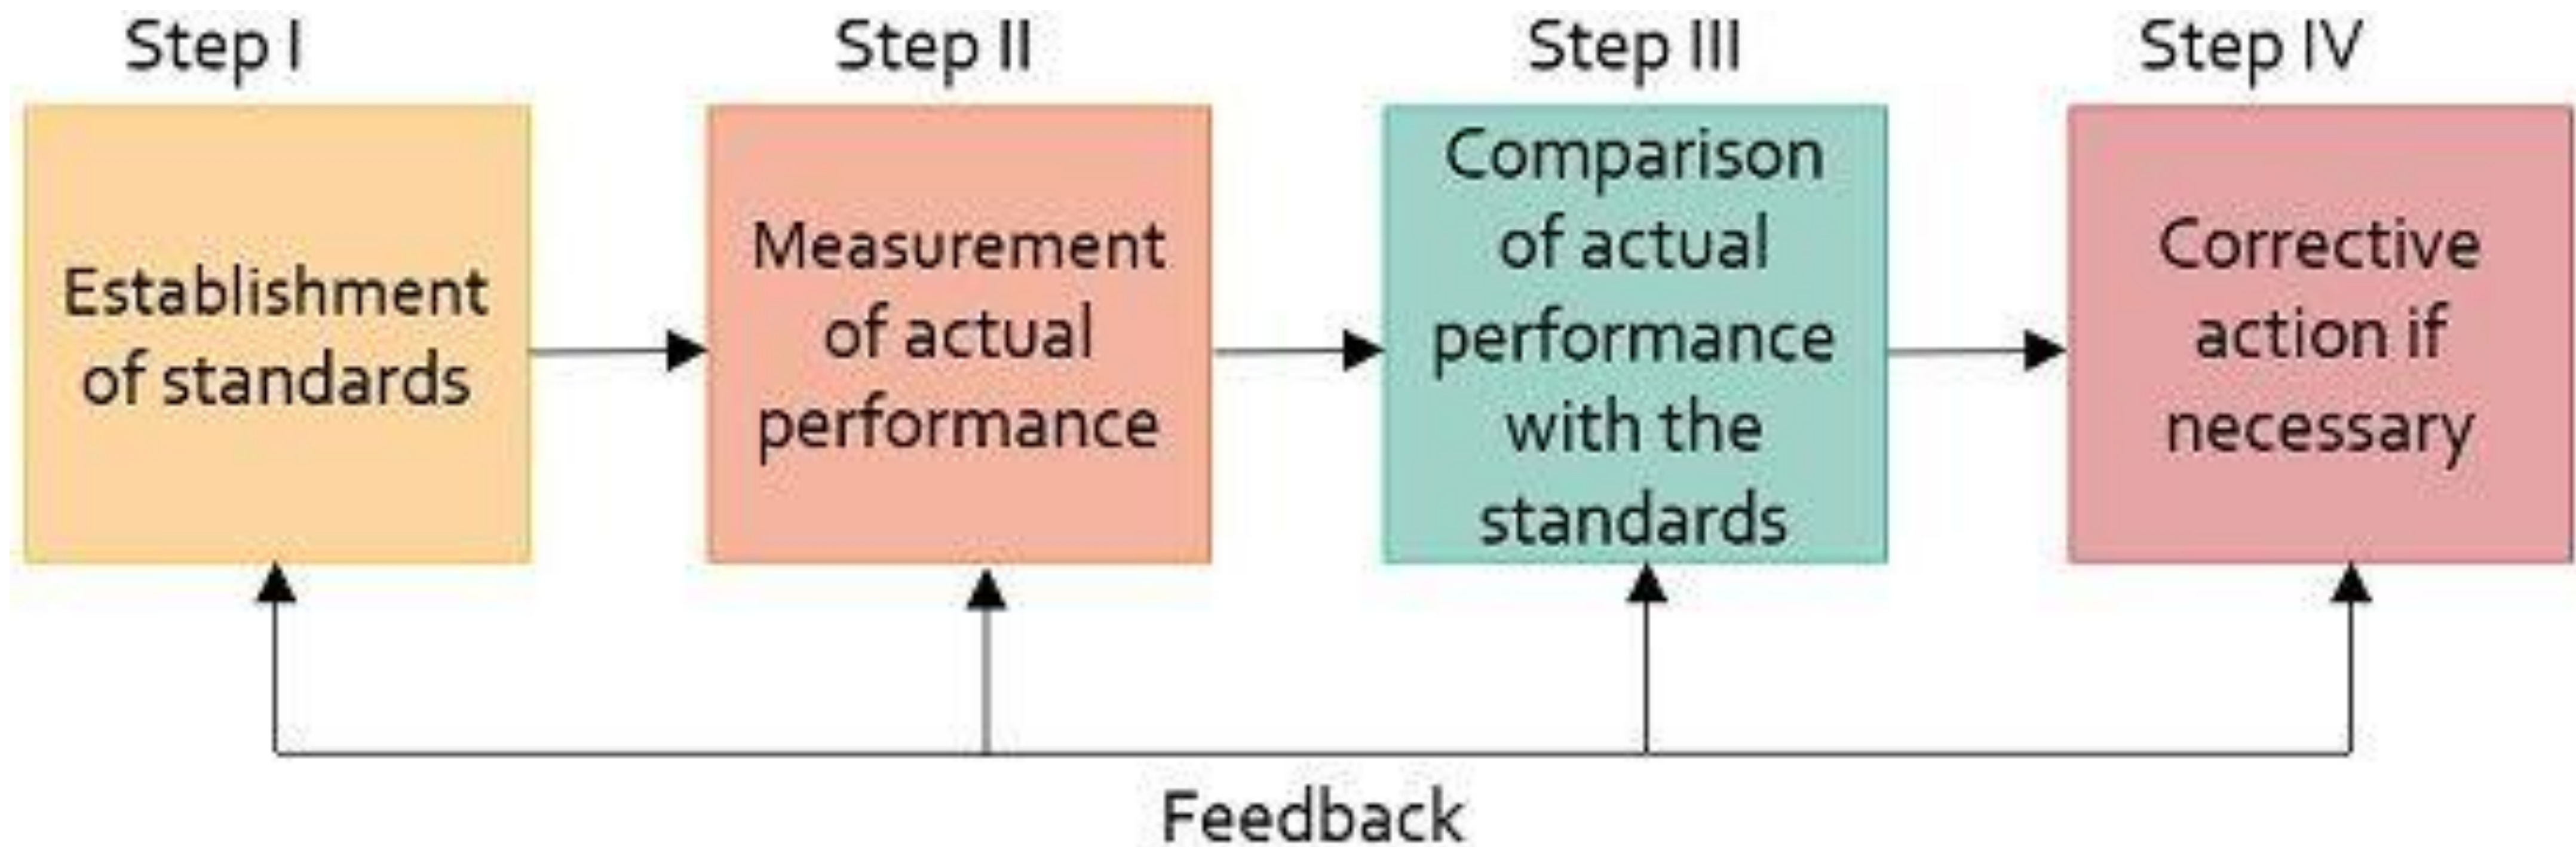 Step I
Establishment
of standards
Step II
Measurement
of actual
performance
Step III
Comparison
of actual
performance
with the
standards
Step IV
Corrective
action if
necessary
Feedback